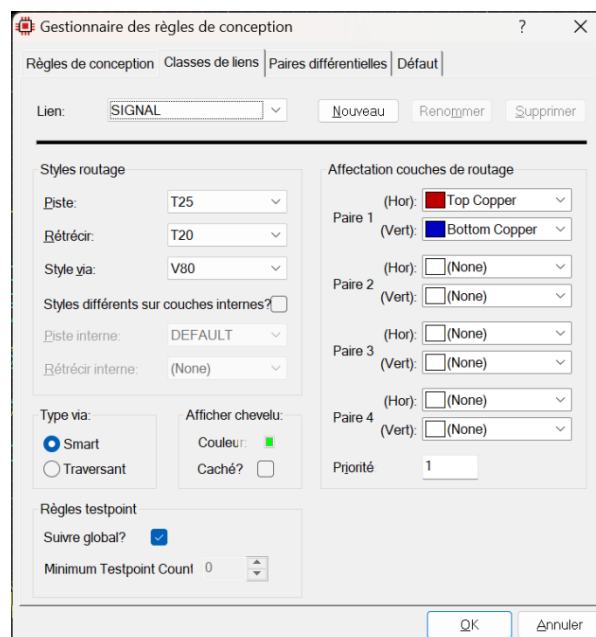 Gestionnaire des règles de conception ? X
Règles de conception Classes de liens Paires différentielles Défaut
Lien: SIGNAL Nouveau Renommer Supprimer
Styles routage
Piste: T25
Rétrécir: T20
Style via: V80
Styles différents sur couches internes?
Piste interne: DEFAULT
Rétrécir interne: (None)
Affectation couches de routage
Paire 1
(Hor): Top Copper
(Vert): Bottom Copper
Paire 2
(Hor): (None)
(Vert): (None)
Paire 3
(Hor): (None)
(Vert): (None)
Paire 4
(Hor): (None)
(Vert): (None)
Priorité 1
Type via:
Smart
Traversant
Afficher chevelu:
Couleur:
Caché?
Règles testpoint
Suivre global?
Minimum Testpoint Count 0
OK Annuler